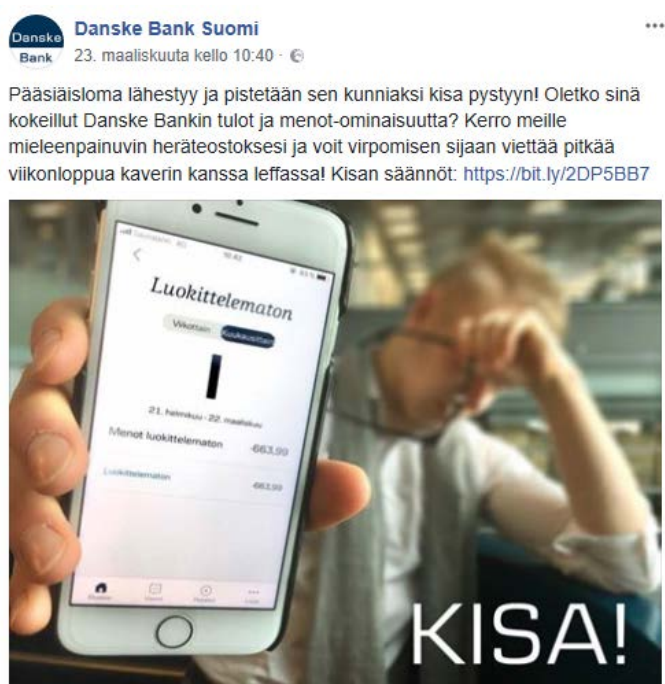 Danske
Bank
Danske Bank Suomi
23. maaliskuuta kello 10:40
Pääsiäisloma lähestyy ja pistetään sen kunniaksi kisa pystyyn! Oletko sinä
kokeillut Danske Bankin tulot ja menot-ominaisuutta? Kerro meille
mieleenpainuvin heräteostoksesi ja voit virpomisen sijaan viettää pitkää
viikonloppua kaverin kanssa leffassa! Kisan säännöt: https://bit.ly/2DP5BB7
Luokittelematon
Viikottain Kuukausittain
21. helmikuu - 22. maaliskuu
Menot luokittelematon -663,99
Luokittelematon -663,99
KISA!